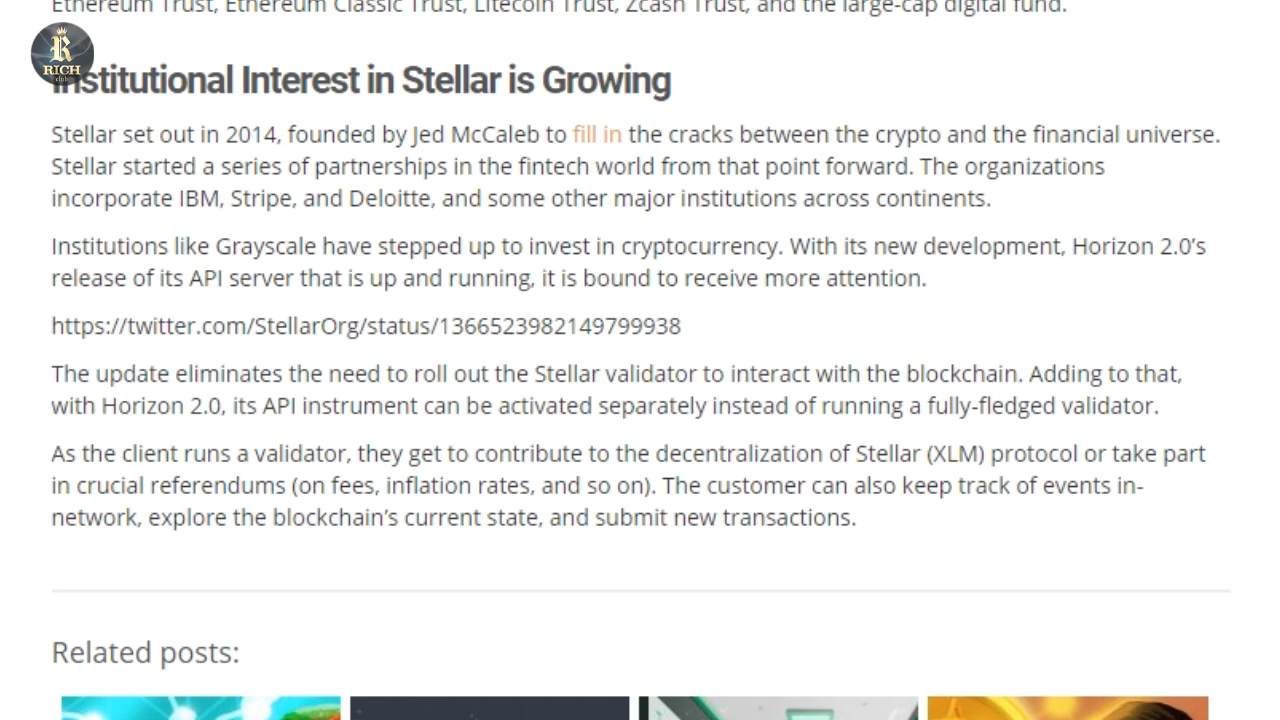 Ethereum Trust, Ethereum Classic Trust, Litecoin Trust, Zcash Trust, and the large-cap digital fund.
R
RICH
club
Institutional Interest in Stellar is Growing
Stellar set out in 2014, founded by Jed McCaleb to fill in the cracks between the crypto and the financial universe.
Stellar started a series of partnerships in the fintech world from that point forward. The organizations
incorporate IBM, Stripe, and Deloitte, and some other major institutions across continents.
Institutions like Grayscale have stepped up to invest in cryptocurrency. With its new development, Horizon 2.0’s
release of its API server that is up and running, it is bound to receive more attention.
https://twitter.com/StellarOrg/status/1366523982149799938
The update eliminates the need to roll out the Stellar validator to interact with the blockchain. Adding to that,
with Horizon 2.0, its API instrument can be activated separately instead of running a fully-fledged validator.
As the client runs a validator, they get to contribute to the decentralization of Stellar (XLM) protocol or take part
in crucial referendums (on fees, inflation rates, and so on). The customer can also keep track of events in-
network, explore the blockchain’s current state, and submit new transactions.
Related posts: